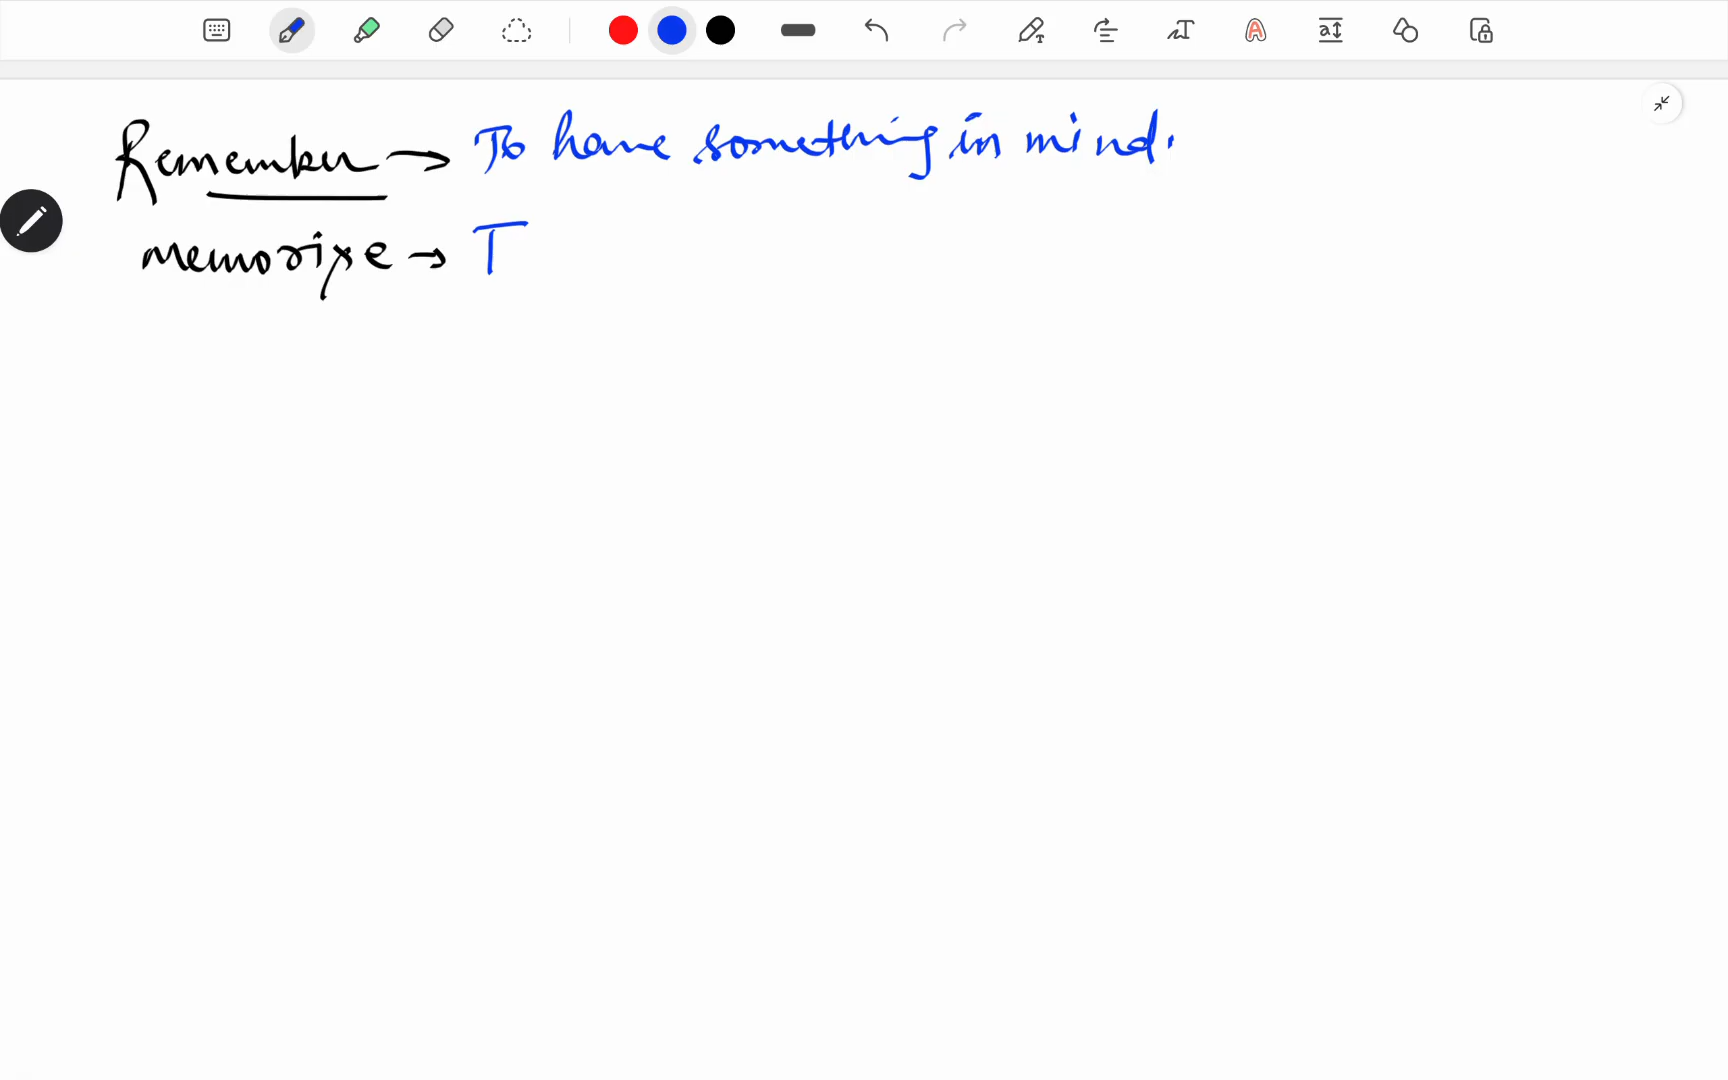 Remember → To have something in mind.
memorize → T